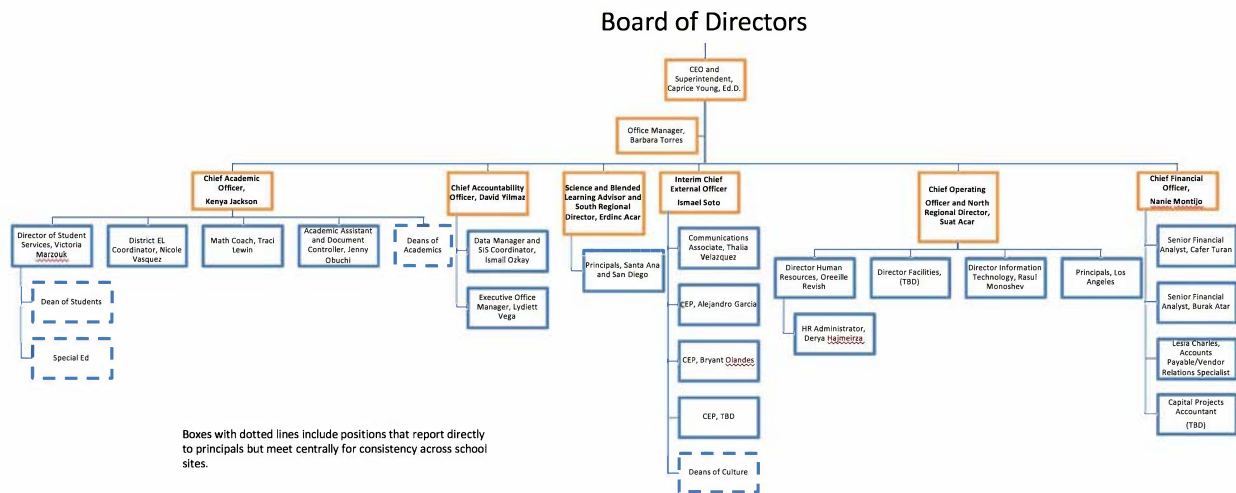 Board of Directors
CEO and
Superintendent,
Caprice Young, Ed.D.
Office Manager,
Barbara Torres
Chief Academic
Officer,
Kenya Jackson
Chief Accountability
Officer, David Yilmaz
Science and Blended
Learning Advisor and
South Regional
Director, Erdinc Acar
Interim Chief
External Officer
Ismael Soto
Chief Operating
Officer and North
Regional Director,
Suat Acar
Chief Financial
Officer,
Nanie Montijo
Director of Student
Services, Victoria
Marzouk
District EL
Coordinator, Nicole
Vasquez
Math Coach, Traci
Lewin
Academic Assistant
and Document
Controller, Jenny
Obuchi
Deans of
Academics
Dean of Students
Special Ed
Data Manager and
SIS Coordinator,
Ismail Ozkay
Executive Office
Manager, Lydiett
Vega
Principals, Santa Ana
and San Diego
Communications
Associate, Thalia
Velazquez
CEP, Alejandro Garcia
CEP, Bryant Olandes
CEP, TBD
Deans of Culture
Director Human
Resources, Oreeille
Revish
HR Administrator,
Derya Hajmeirza
Director Facilities,
(TBD)
Director Information
Technology, Rasul
Monoshev
Principals, Los
Angeles
Senior Financial
Analyst, Cafer Turan
Senior Financial
Analyst, Burak Atar
Lesia Charles,
Accounts
Payable/Vendor
Relations Specialist
Capital Projects
Accountant
(TBD)
Boxes with dotted lines include positions that report directly
to principals but meet centrally for consistency across school
sites.